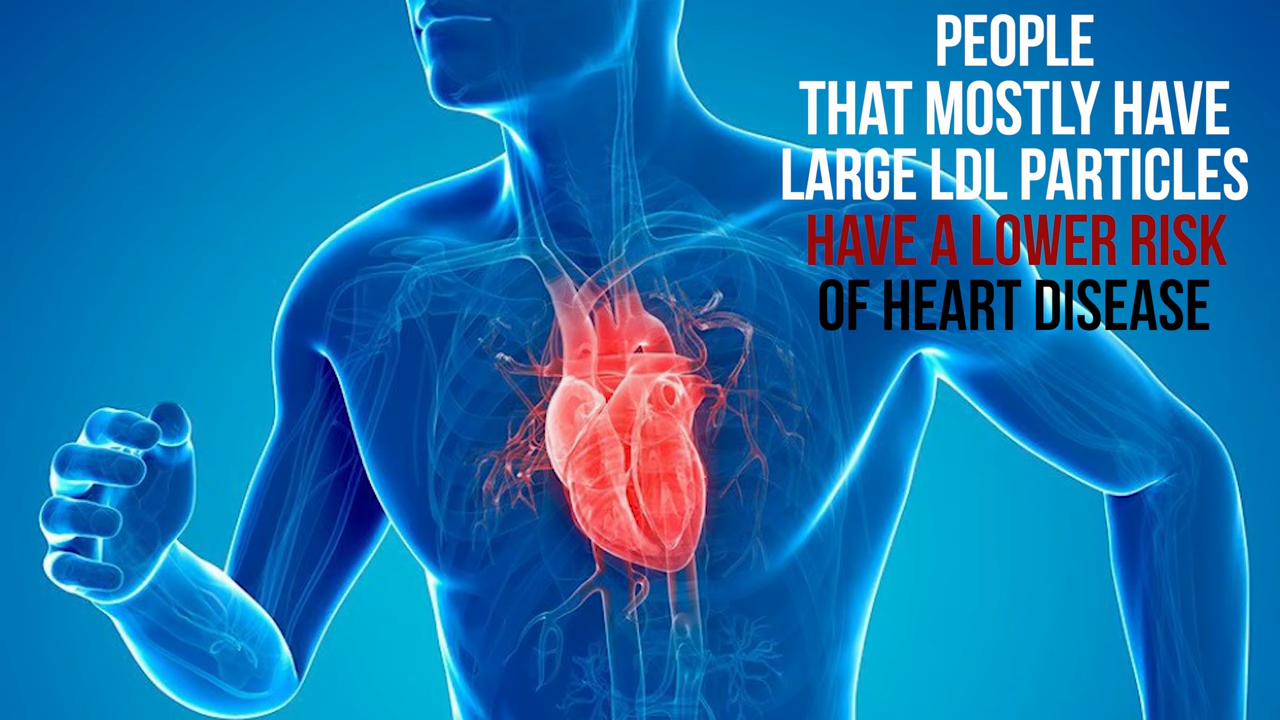 PEOPLE
THAT MOSTLY HAVE
LARGE LDL PARTICLES
HAVE A LOWER RISK
OF HEART DISEASE